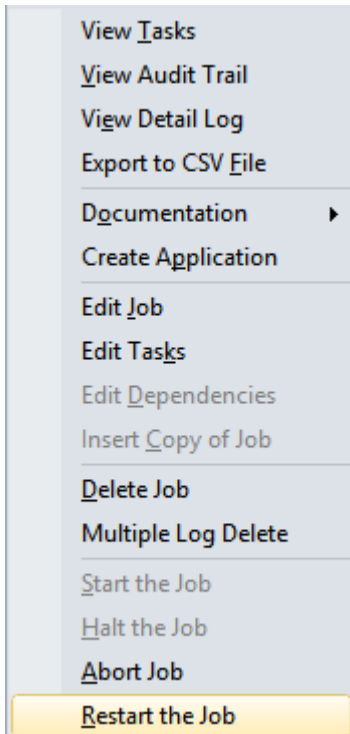 View Tasks
View Audit Trail
View Detail Log
Export to CSV File
Documentation
Create Application
Edit Job
Edit Tasks
Edit Dependencies
Insert Copy of Job
Delete Job
Multiple Log Delete
Start the Job
Halt the Job
Abort Job
Restart the Job